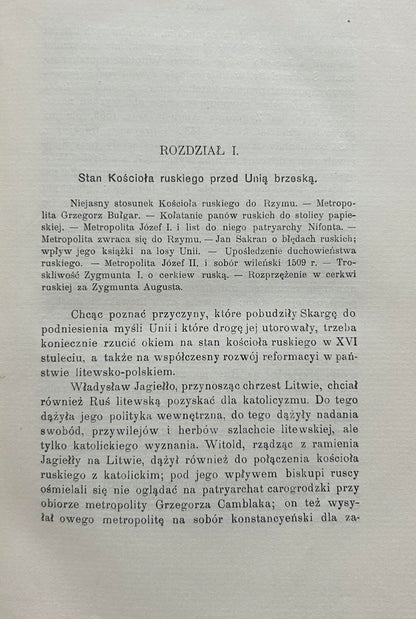 ROZDZIAŁ I.
Stan Kościoła ruskiego przed Unią brzeską.
Niejasny stosunek Kościoła ruskiego do Rzymu. — Metropo-
lita Grzegorz Bułgar. — Kołatanie panów ruskich do stolicy papie-
skiej. — Metropolita Józef I. i list do niego patryarchy Nifonta. —
Metropolita zwraca się do Rzymu. — Jan Sakran o błędach ruskich;
wpływ jego książki na losy Unii. — Upośledzenie duchowieństwa
ruskiego. — Metropolita Józef II. i sobór wileński 1509 r. — Tro-
skliwość Zygmunta I. o cerkiew ruską. — Rozprzężenie w cerkwi
ruskiej za Zygmunta Augusta.
Chcąc poznać przyczyny, które pobudziły Skargę do
podniesienia myśli Unii i które drogę jej utorowały, trzeba
koniecznie rzucić okiem na stan kościoła ruskiego w XVI
stuleciu, a także na współczesny rozwój reformacyi w pań-
stwie litewsko-polskiem.
Władysław Jagiełło, przynosząc chrzest Litwie, chciał
również Ruś litewską pozyskać dla katolicyzmu. Do tego
dążyła jego polityka wewnętrzna, do tego dążyły nadania
swobód, przywilejów i herbów szlachcie litewskiej, ale
tylko katolickiego wyznania. Witold, rządząc z ramienia
Jagiełły na Litwie, dążył również do połączenia kościoła
ruskiego z katolickim; pod jego wpływem biskupi ruscy
ośmielali się nie oglądać na patryarchat carogrodzki przy
obiorze metropolity Grzegorza Camblaka; on też wysy-
łał owego metropolitę na sobór konstancyeński dla za-